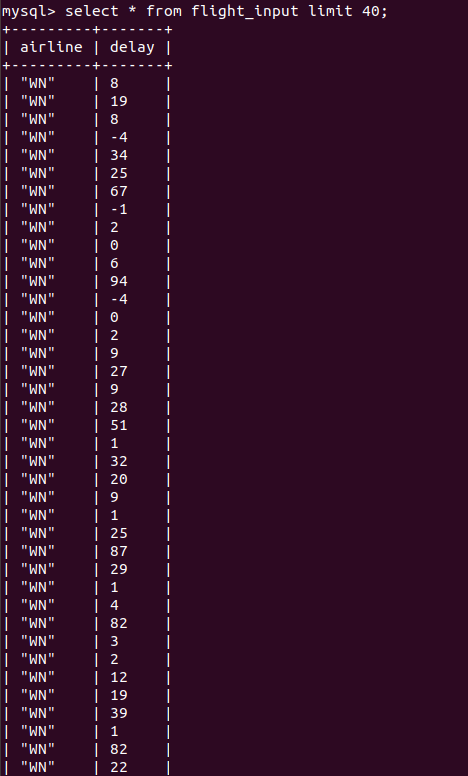 mysql> select * from flight_input limit 40;
+---------+-------+
| airline | delay |
+---------+-------+
| "WN"    | 8     |
| "WN"    | 19    |
| "WN"    | 8     |
| "WN"    | -4    |
| "WN"    | 34    |
| "WN"    | 25    |
| "WN"    | 67    |
| "WN"    | -1    |
| "WN"    | 2     |
| "WN"    | 0     |
| "WN"    | 6     |
| "WN"    | 94    |
| "WN"    | -4    |
| "WN"    | 0     |
| "WN"    | 2     |
| "WN"    | 9     |
| "WN"    | 27    |
| "WN"    | 9     |
| "WN"    | 28    |
| "WN"    | 51    |
| "WN"    | 1     |
| "WN"    | 32    |
| "WN"    | 20    |
| "WN"    | 9     |
| "WN"    | 1     |
| "WN"    | 25    |
| "WN"    | 87    |
| "WN"    | 29    |
| "WN"    | 1     |
| "WN"    | 4     |
| "WN"    | 82    |
| "WN"    | 3     |
| "WN"    | 2     |
| "WN"    | 12    |
| "WN"    | 19    |
| "WN"    | 39    |
| "WN"    | 1     |
| "WN"    | 82    |
| "WN"    | 22    |